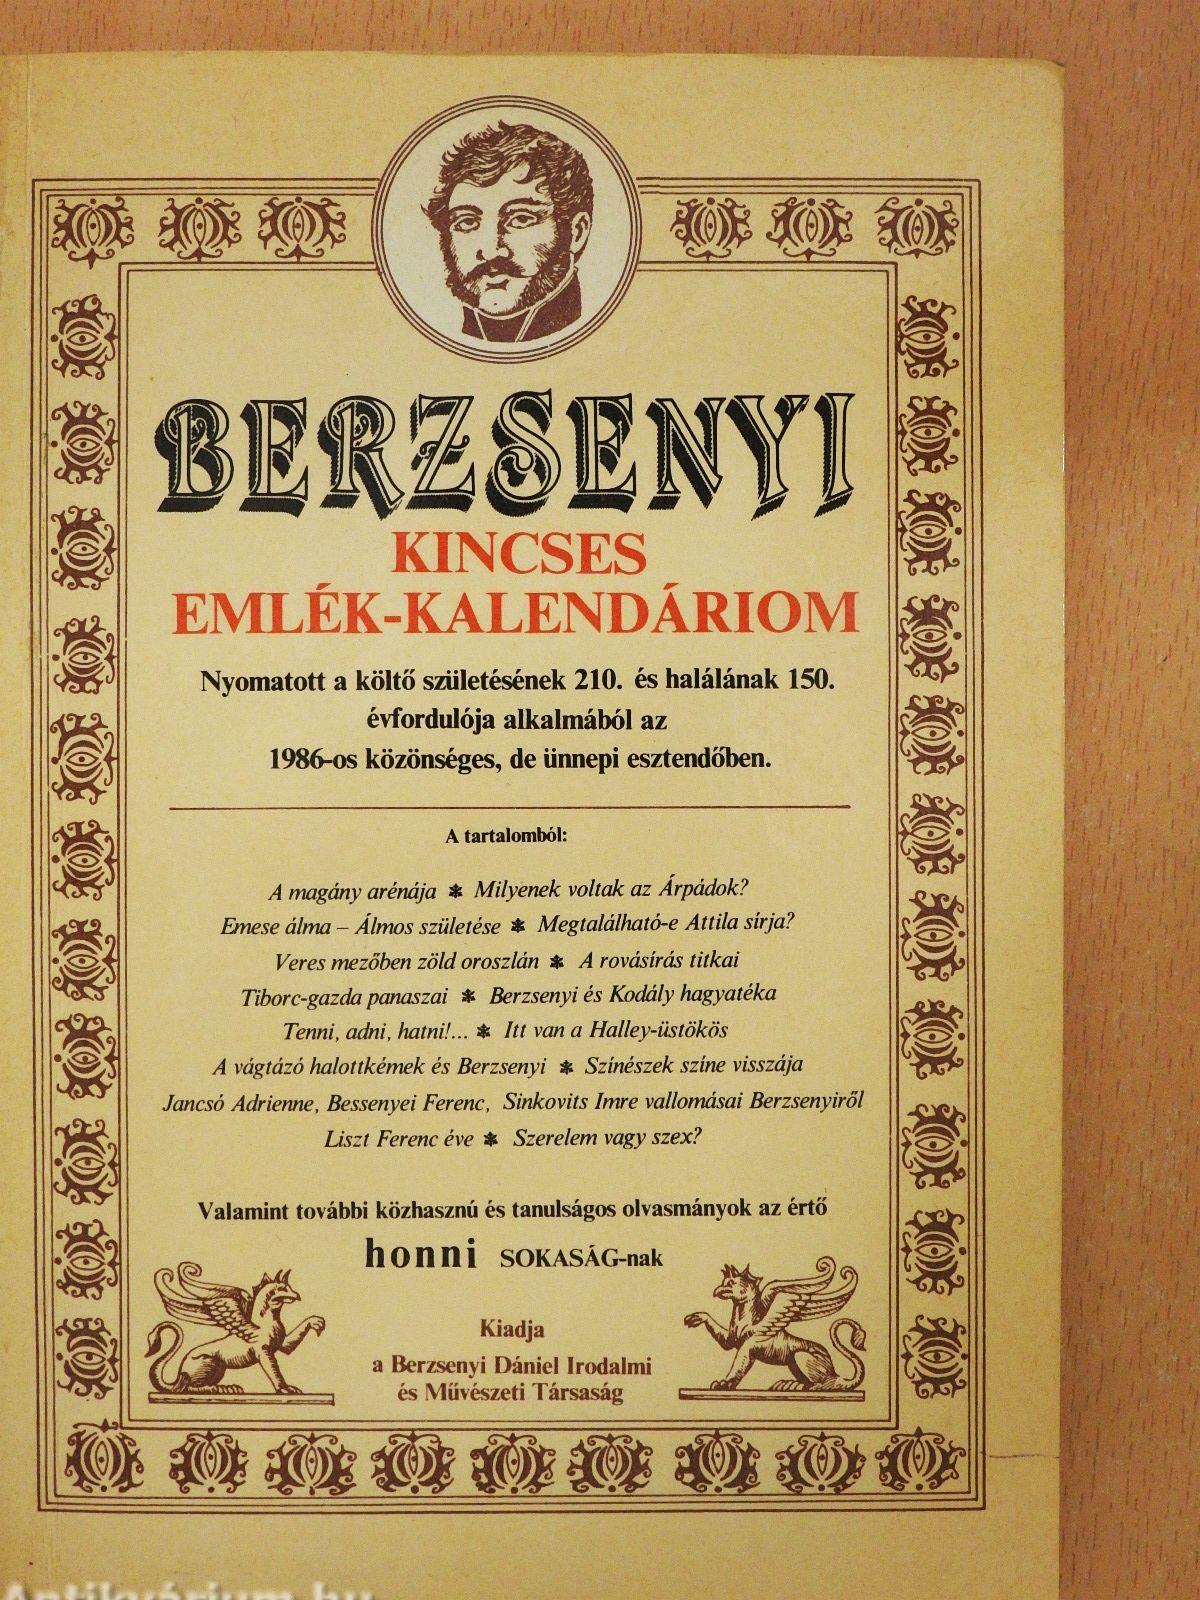 BERZSENYI
KINCSES
EMLÉK-KALENDÁRIOM
Nyomatott a költő születésének 210. és halálának 150.
évfordulója alkalmából az
1986-os közönséges, de ünnepi esztendőben.
A tartalomból:
A magány arénája ❧ Milyenek voltak az Árpádok?
Emese álma – Álmos születése ❧ Megtalálható-e Attila sírja?
Veres mezőben zöld oroszlán ❧ A rovásírás titkai
Tiborc-gazda panaszai ❧ Berzsenyi és Kodály hagyatéka
Tenni, adni, hatni!... ❧ Itt van a Halley-üstökös
A vágtázó halottkémek és Berzsenyi ❧ Színészek színe visszája
Jancsó Adrienne, Bessenyei Ferenc, Sinkovits Imre vallomásai Berzsenyiről
Liszt Ferenc éve ❧ Szerelem vagy szex?
Valamint további közhasznú és tanulságos olvasmányok az értő
honni SOKASÁG-nak
Kiadja
a Berzsenyi Dániel Irodalmi
és Művészeti Társaság
Antikvárium.hu